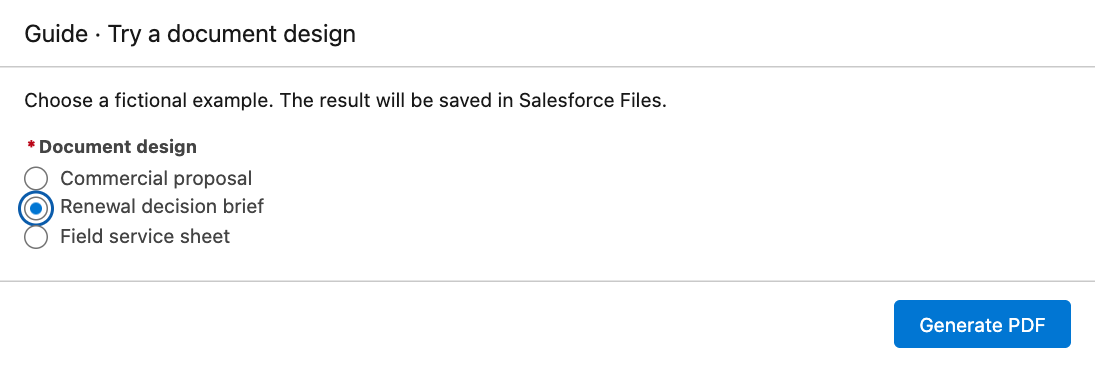 Guide · Try a document design
Choose a fictional example. The result will be saved in Salesforce Files.
* Document design
Commercial proposal
Renewal decision brief
Field service sheet
Generate PDF